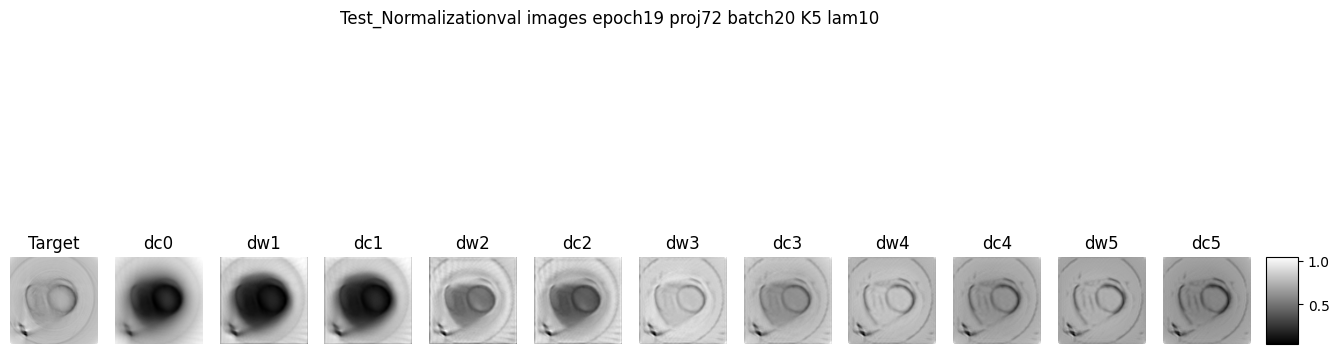 Test_Normalizationval images epoch19 proj72 batch20 K5 lam10
Target dc0 dw1 dc1 dw2 dc2 dw3 dc3 dw4 dc4 dw5 dc5
1.0
0.5